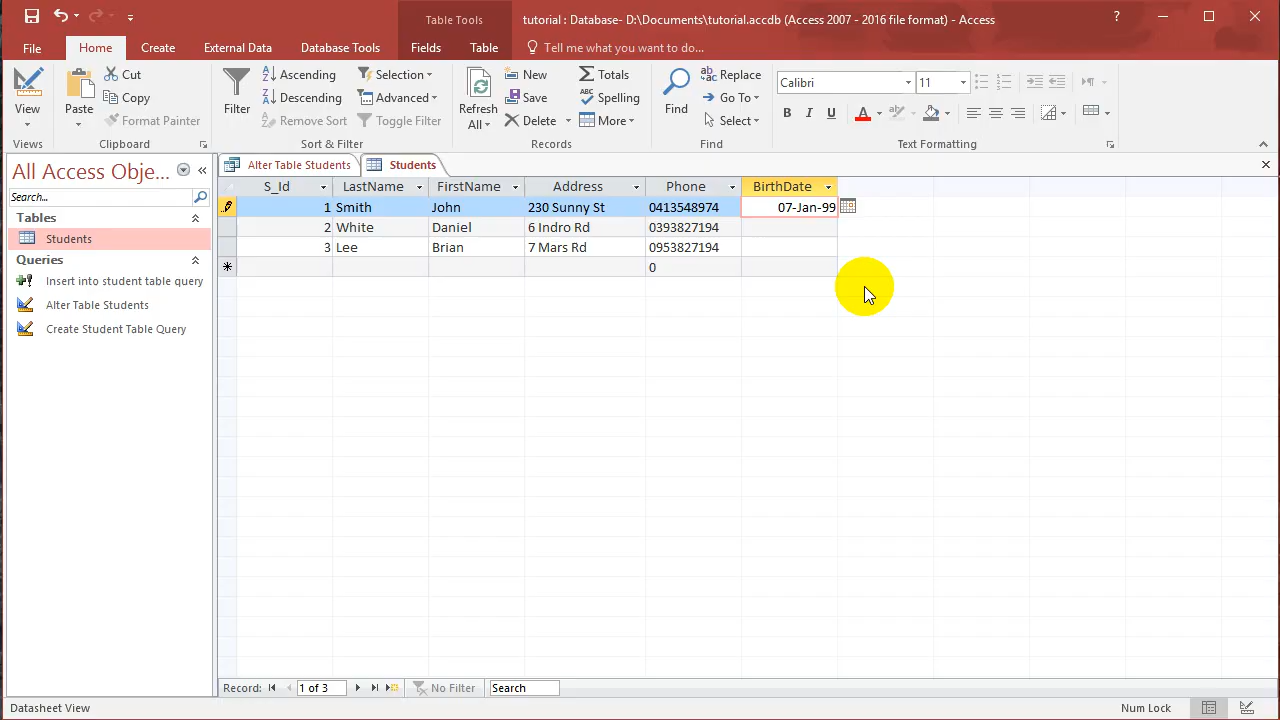 Table Tools
tutorial : Database- D:\Documents\tutorial.accdb (Access 2007 - 2016 file format) - Access
?
File
Home
Create
External Data
Database Tools
Fields
Table
Tell me what you want to do...
View
Views
Paste
Cut
Copy
Format Painter
Clipboard
Filter
Ascending
Descending
Remove Sort
Selection
Advanced
Toggle Filter
Sort & Filter
Refresh
All
New
Save
Delete
Totals
Spelling
More
Records
Find
Replace
Go To
Select
Find
Calibri
11
B I U
Text Formatting
All Access Obje...
Search...
Tables
Students
Queries
Insert into student table query
Alter Table Students
Create Student Table Query
Alter Table Students
Students
S_Id LastName FirstName Address Phone BirthDate
1 Smith John 230 Sunny St 0413548974 07-Jan-99
2 White Daniel 6 Indro Rd 0393827194
3 Lee Brian 7 Mars Rd 0953827194
0
Record: 1 of 3 No Filter Search
Datasheet View
Num Lock